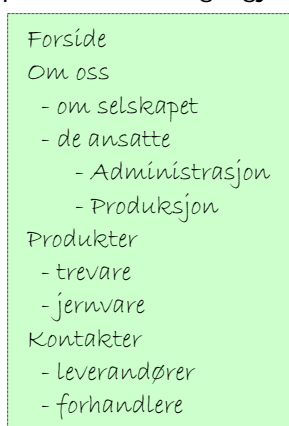 Forside
Om oss
- om selskapet
- de ansatte
- Administrasjon
- Produksjon
Produkter
- trevare
- jernvare
Kontakter
- leverandører
- forhandlere